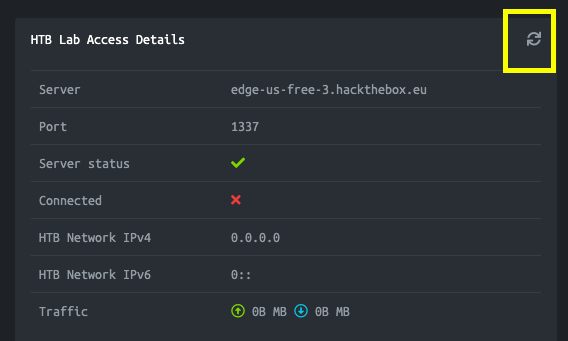 HTB Lab Access Details
Server edge-us-free-3.hackthebox.eu
Port 1337
Server status
Connected
HTB Network IPv4 0.0.0.0
HTB Network IPv6 0::
Traffic 0B MB 0B MB